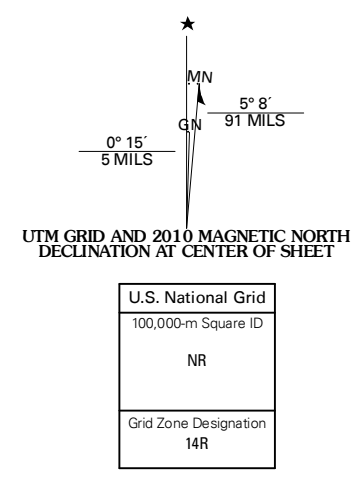 MN
5° 8´
91 MILS
GN
0° 15´
5 MILS
UTM GRID AND 2010 MAGNETIC NORTH
DECLINATION AT CENTER OF SHEET
U.S. National Grid
100,000-m Square ID
NR
Grid Zone Designation
14R